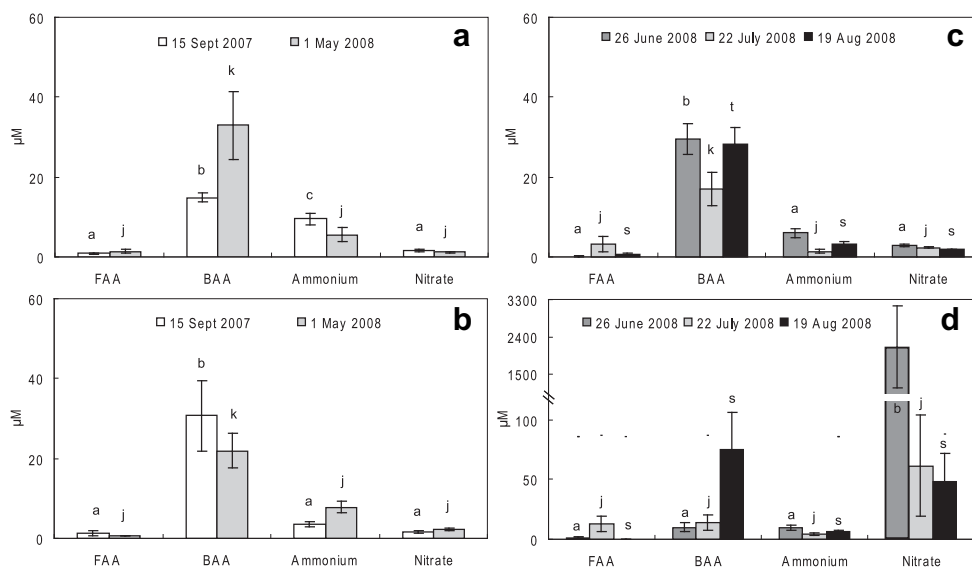 60
a
15 Sept 2007
1 May 2008
40
µM
20
0
k
b
c
j
a
j
a
j
FAA
BAA
Ammonium
Nitrate
60
b
15 Sept 2007
1 May 2008
40
µM
20
0
b
k
a
j
a
j
a
j
FAA
BAA
Ammonium
Nitrate
60
c
26 June 2008
22 July 2008
19 Aug 2008
40
µM
20
0
b
k
t
a
j
s
a
j
s
a
j
s
FAA
BAA
Ammonium
Nitrate
3300
d
26 June 2008
22 July 2008
19 Aug 2008
2400
1500
µM
100
50
0
a
j
s
a
j
s
a
j
s
b
j
s
FAA
BAA
Ammonium
Nitrate